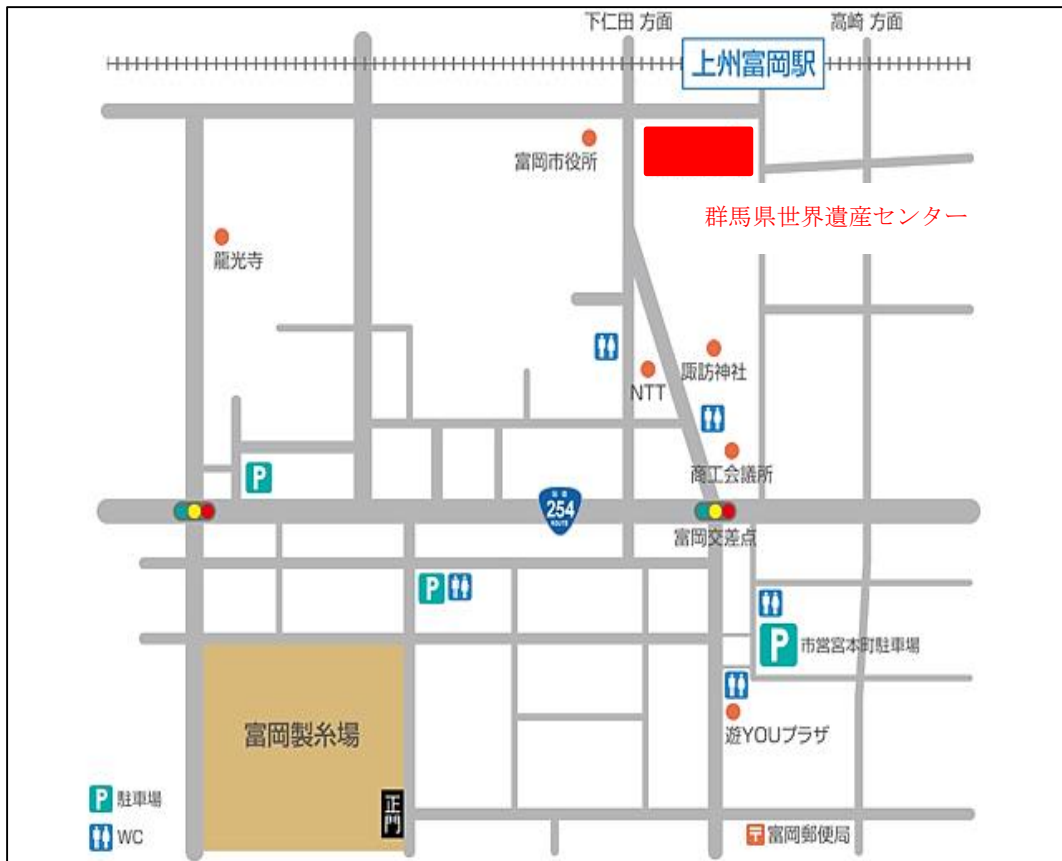 下仁田 方面
高崎 方面
上州富岡駅
富岡市役所
群馬県世界遺産センター
龍光寺
諏訪神社
NTT
P
商工会議所
254
ROUTE
富岡交差点
P
P
市営宮本町駐車場
富岡製糸場
遊YOUプラザ
正門
P 駐車場
WC
〒富岡郵便局